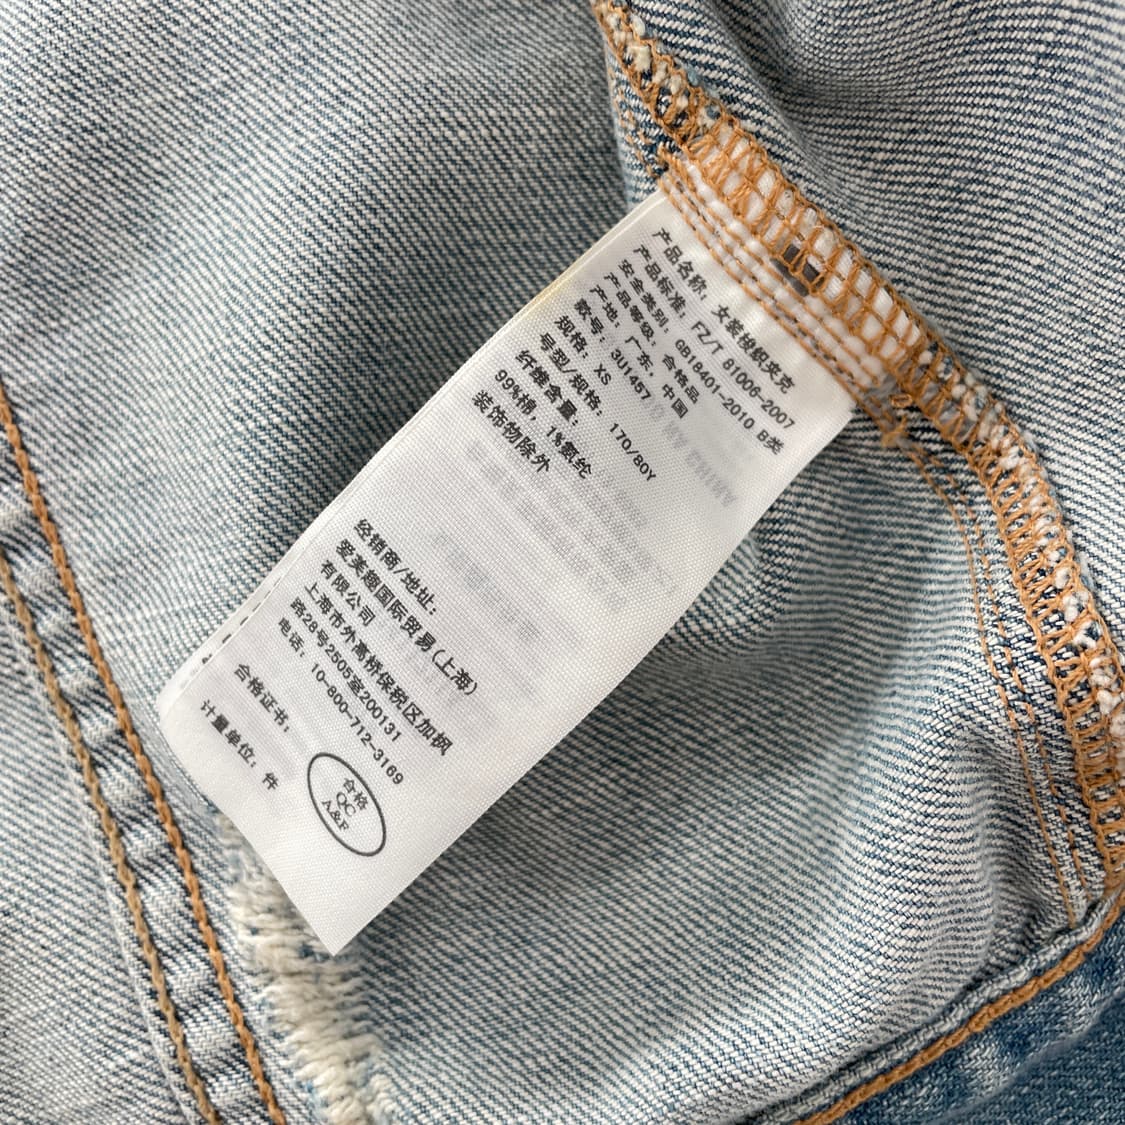 产品名称: 女装梭织夹克
产品标准: FZ/T 81006-2007
安全类别: GB18401-2010 B类
产品等级: 合格品
产地: 广东, 中国
款号: 3U1457
规格: XS
号型/规格: 170/80Y
纤维含量:
99%棉, 1%氨纶
装饰物除外
经销商/地址:
爱芙趣国际贸易(上海)
有限公司
上海市外高桥保税区加枫
路28号2505室200131
电话: 10-800-712-3169
合格证书:
合格
QC
A&F
计量单位: 件